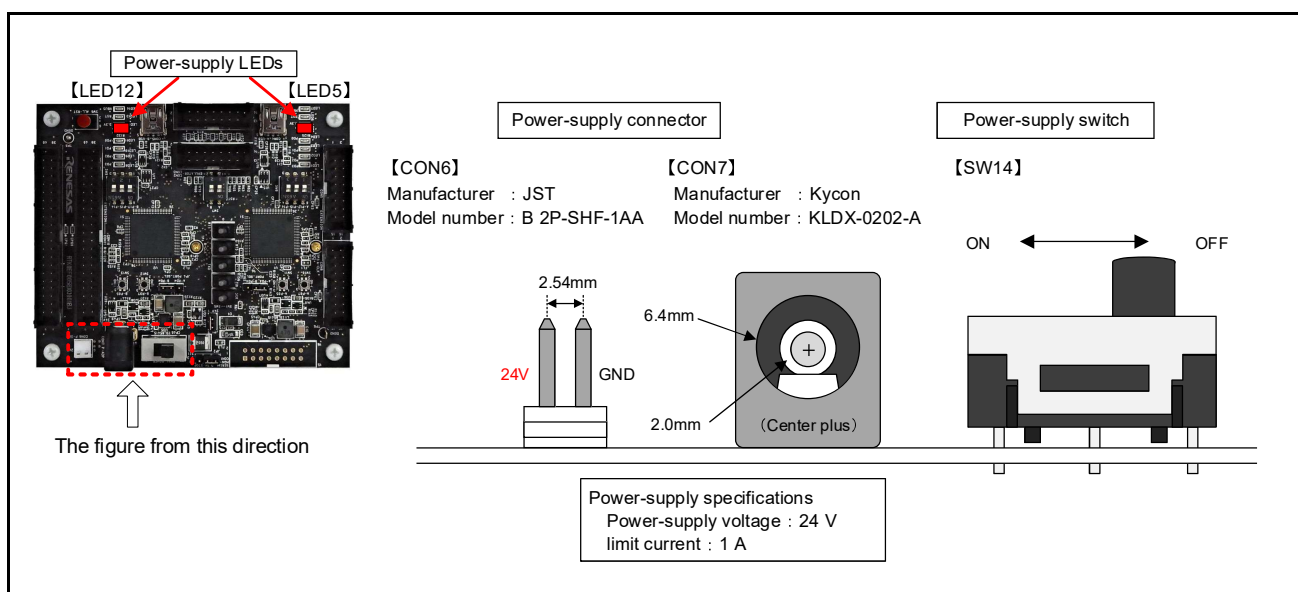 Power-supply LEDs
【LED12】
【LED5】
RENESAS
The figure from this direction
Power-supply connector
Power-supply switch
【CON6】
Manufacturer : JST
Model number : B 2P-SHF-1AA
【CON7】
Manufacturer : Kycon
Model number : KLDX-0202-A
【SW14】
ON
OFF
2.54mm
24V
GND
6.4mm
2.0mm
（Center plus）
Power-supply specifications
Power-supply voltage : 24 V
limit current : 1 A